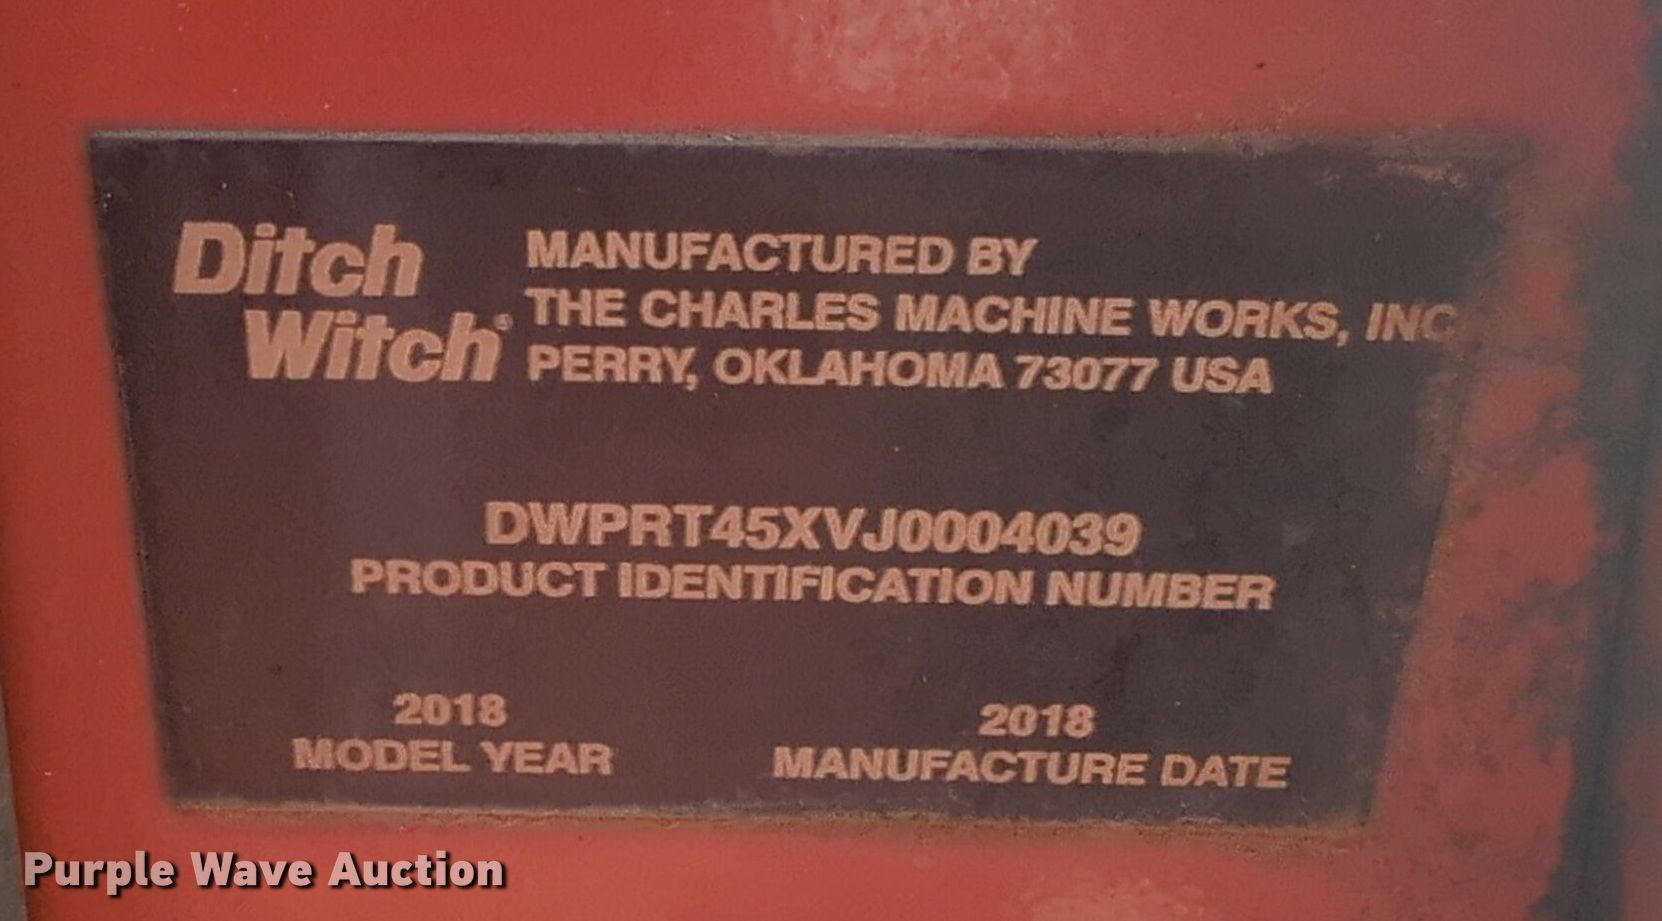 Ditch
Witch®
MANUFACTURED BY
THE CHARLES MACHINE WORKS, INC
PERRY, OKLAHOMA 73077 USA
DWPRT45XVJ0004039
PRODUCT IDENTIFICATION NUMBER
2018
MODEL YEAR
2018
MANUFACTURE DATE
Purple Wave Auction